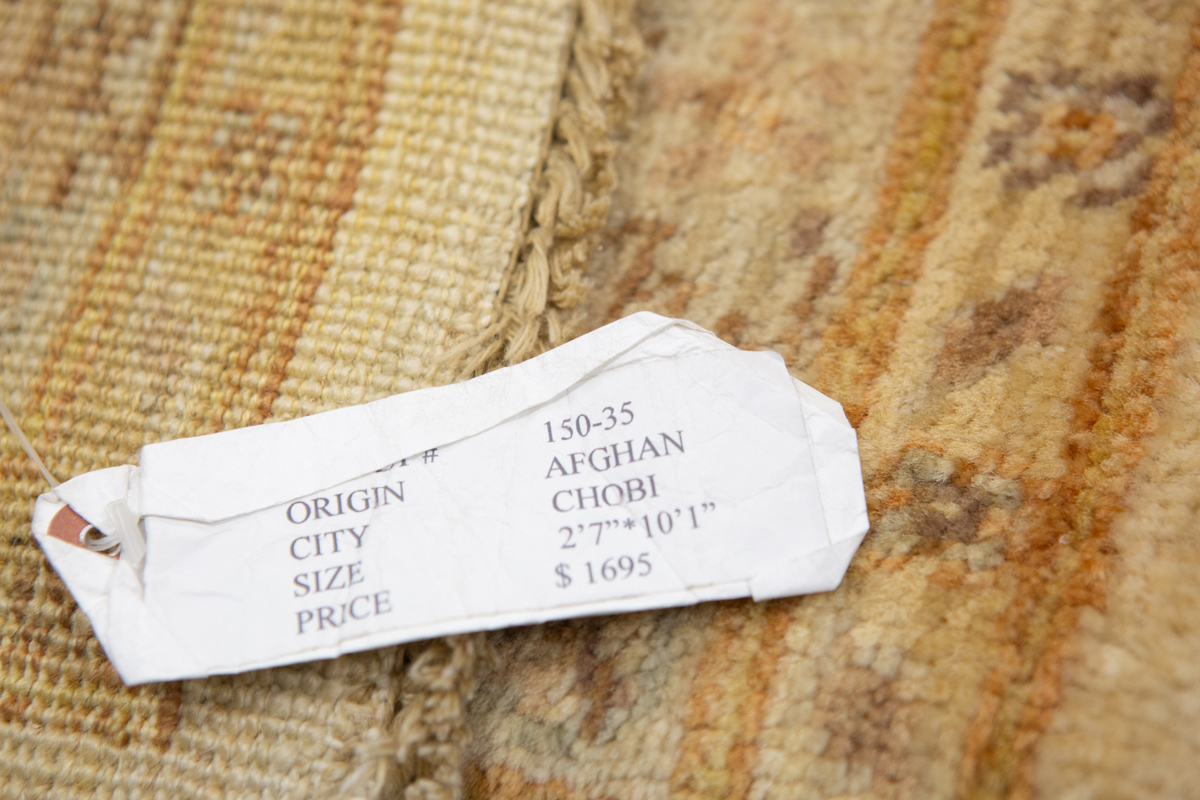 # 150-35
ORIGIN AFGHAN
CITY CHOBI
SIZE 2’7”*10’1”
PRICE $ 1695